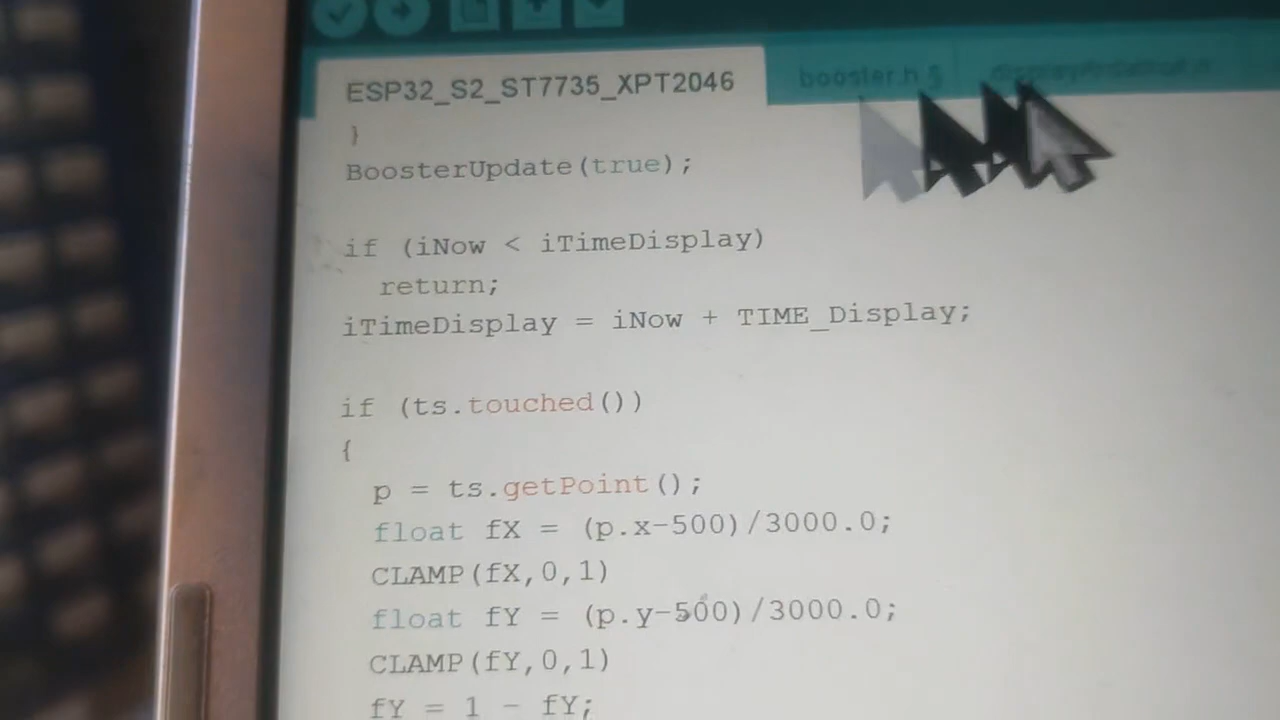 ESP32_S2_ST7735_XPT2046
booster.h §
}
BoosterUpdate(true);
if (iNow < iTimeDisplay)
return;
iTimeDisplay = iNow + TIME_Display;
if (ts.touched())
{
p = ts.getPoint();
float fX = (p.x-500)/3000.0;
CLAMP(fX,0,1)
float fY = (p.y-500)/3000.0;
CLAMP(fY,0,1)
fY = 1 - fY;